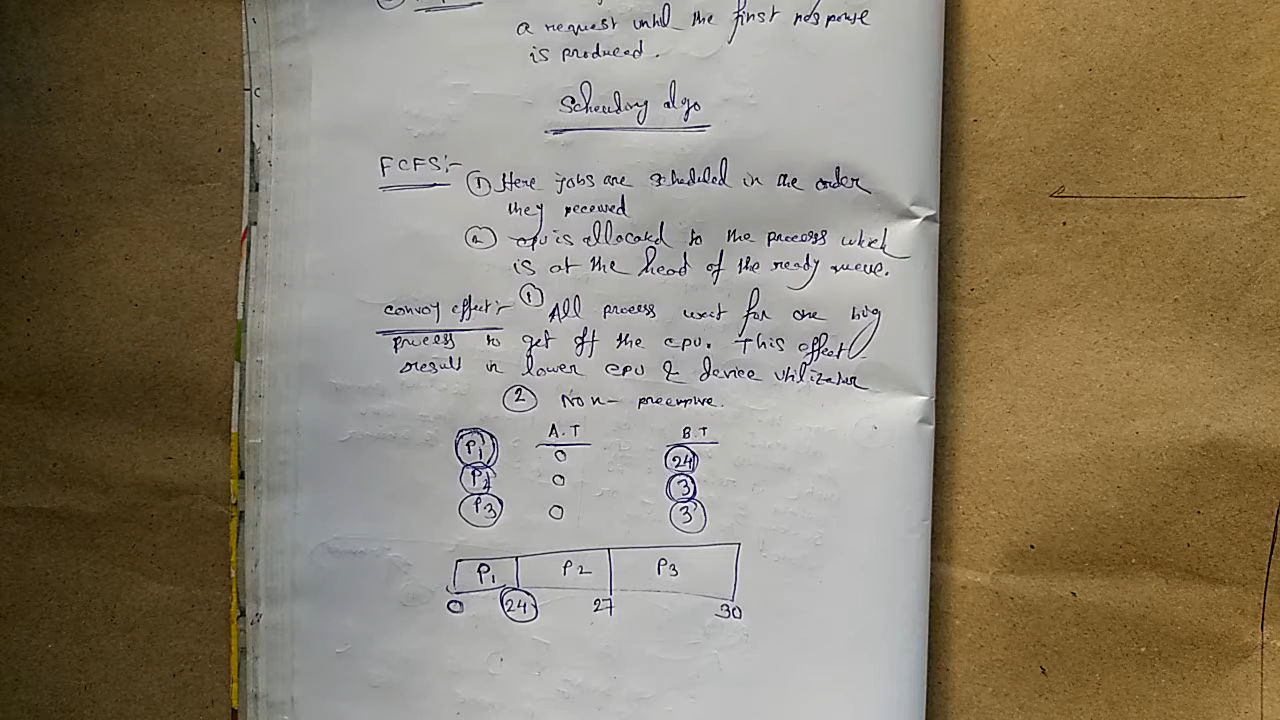 a request until the first response
is produced.
Scheduling algo
FCFS:- ① Here jobs are scheduled in the order
they received
② cpu is allocated to the process which
is at the head of the ready queue.
convoy effect:- ① All process wait for one big
process to get off the cpu. This effect
result in lower cpu & device utilization
② Non-preemptive.
A.T B.T
P1 0 24
P2 0 3
P3 0 3
P1 P2 P3
0 24 27 30